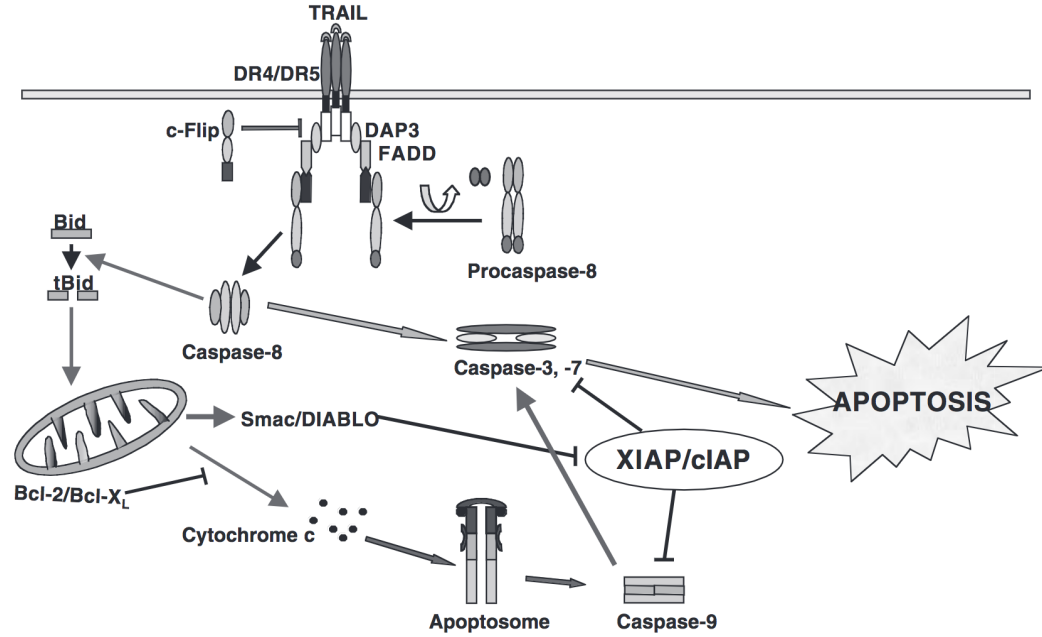 TRAIL
DR4/DR5
c-Flip
DAP3
FADD
Bid
tBid
Procaspase-8
Caspase-8
Caspase-3, -7
APOPTOSIS
Smac/DIABLO
XIAP/cIAP
Bcl-2/Bcl-XL
Cytochrome c
Apoptosome
Caspase-9